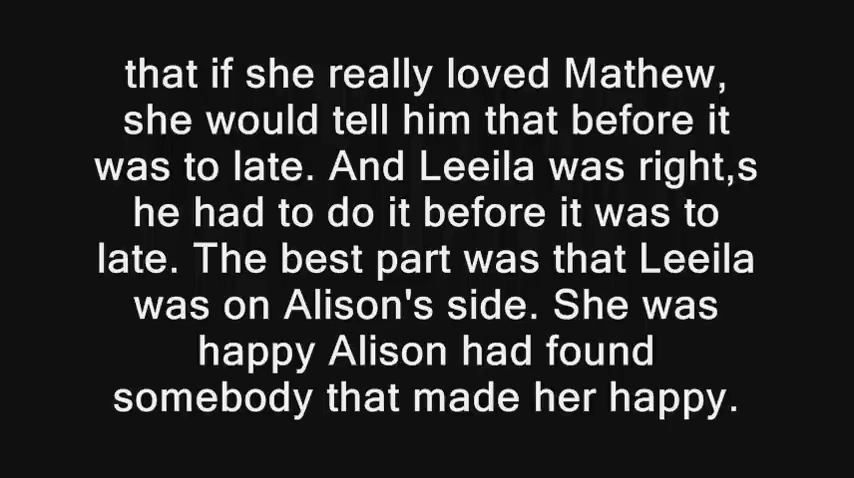 that if she really loved Mathew,
she would tell him that before it
was to late. And Leeila was right,s
he had to do it before it was to
late. The best part was that Leeila
was on Alison's side. She was
happy Alison had found
somebody that made her happy.